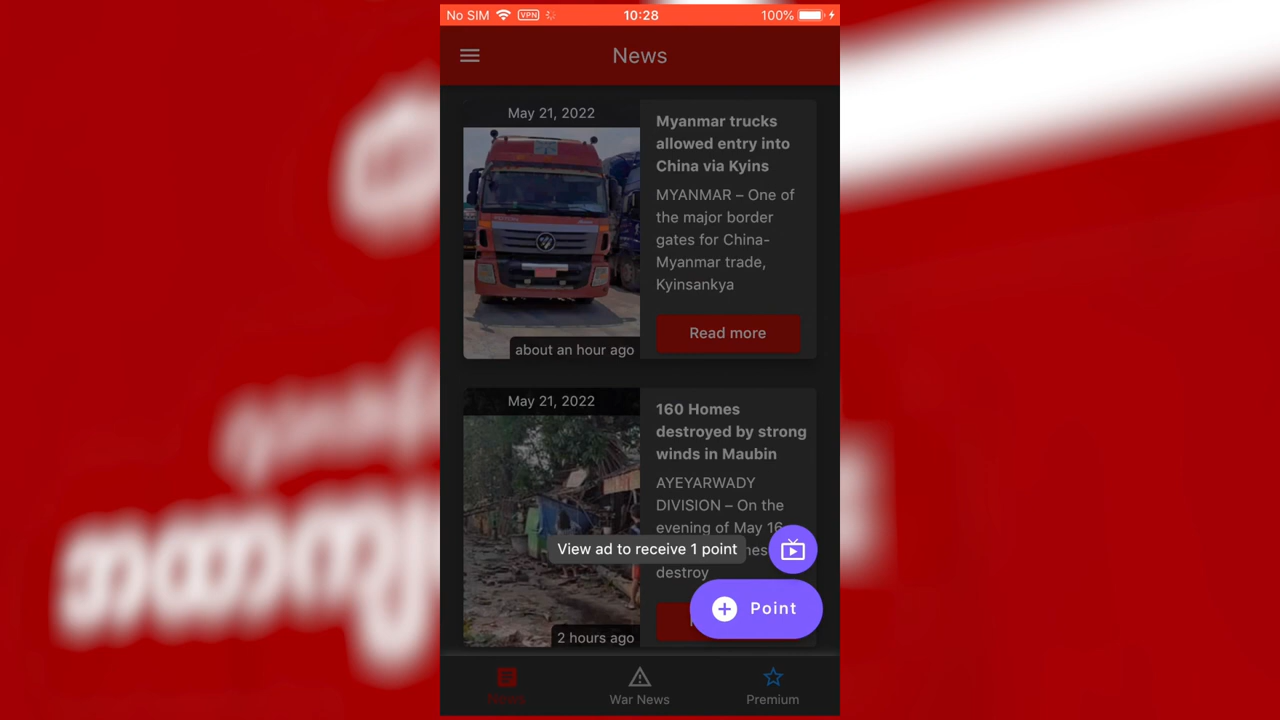 No SIM VPN 10:28 100%
News
May 21, 2022
Myanmar trucks
allowed entry into
China via Kyins
MYANMAR – One of
the major border
gates for China-
Myanmar trade,
Kyinsankya
Read more
about an hour ago
May 21, 2022
160 Homes
destroyed by strong
winds in Maubin
AYEYARWADY
DIVISION – On the
evening of May 16
destroy
View ad to receive 1 point
Point
2 hours ago
News
War News
Premium